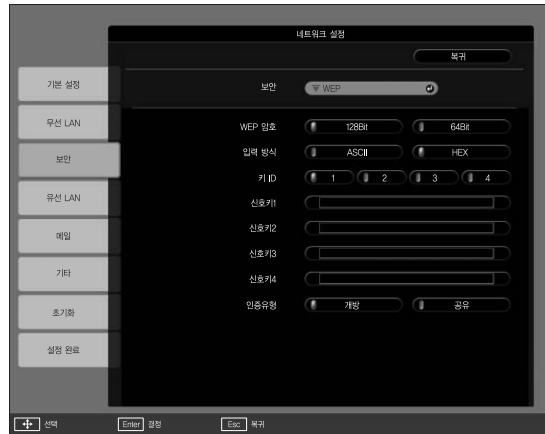 네트워크 설정
복귀
기본 설정
무선 LAN
보안
유선 LAN
메일
기타
초기화
설정 완료
보안 WEP
WEP 암호 128Bit 64Bit
입력 방식 ASCII HEX
키 ID 1 2 3 4
신호키1
신호키2
신호키3
신호키4
인증유형 개방 공유
선택 Enter 결정 Esc 복귀